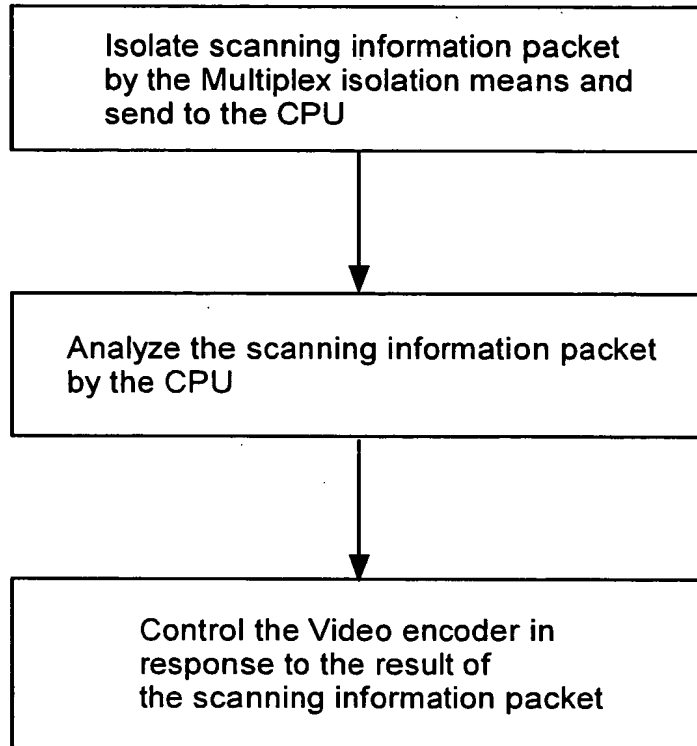 Isolate scanning information packet
by the Multiplex isolation means and
send to the CPU
Analyze the scanning information packet
by the CPU
Control the Video encoder in
response to the result of
the scanning information packet